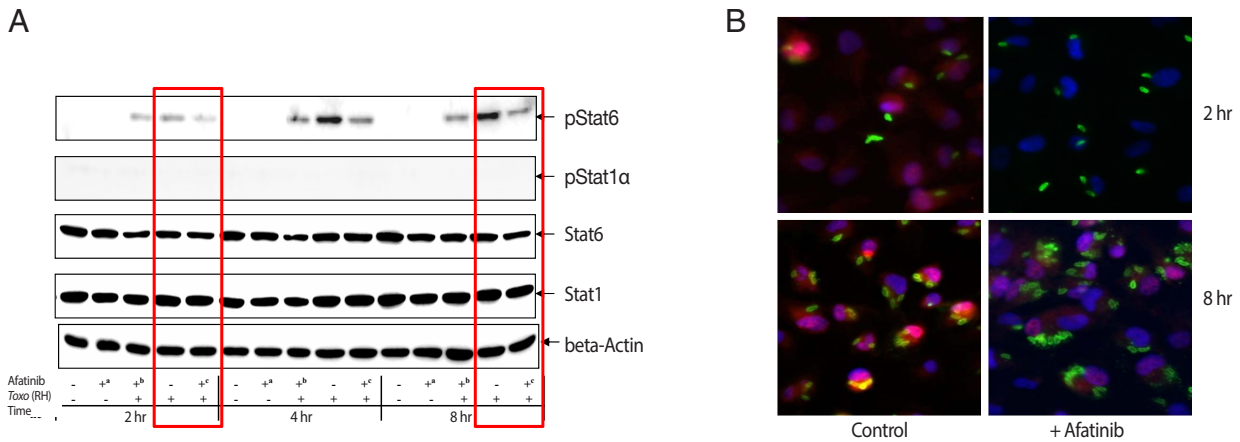 A
B
pStat6
pStat1α
Stat6
Stat1
beta-Actin
Afatinib - +a +b - +c - +a +b - +c - +a +b - +c
Toxo (RH) - - + + + - - + + + - - + + +
Time 2 hr 4 hr 8 hr
2 hr
8 hr
Control + Afatinib